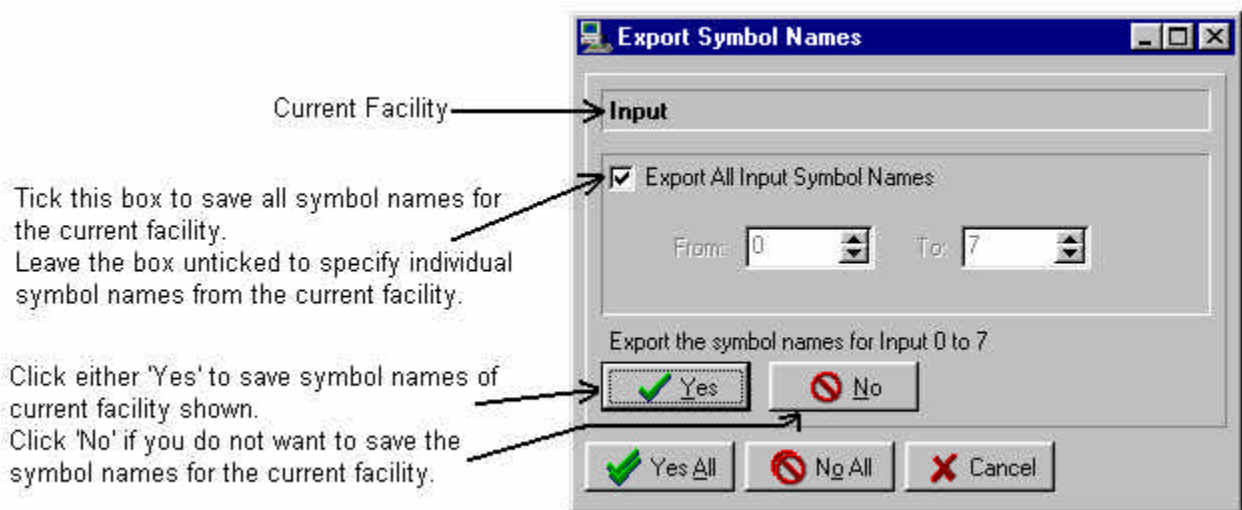 Export Symbol Names
Current Facility
Input
Tick this box to save all symbol names for
the current facility.
Leave the box unticked to specify individual
symbol names from the current facility.
Export All Input Symbol Names
From: 0 To: 7
Export the symbol names for Input 0 to 7
Click either 'Yes' to save symbol names of
current facility shown.
Click 'No' if you do not want to save the
symbol names for the current facility.
Yes No
Yes All No All Cancel